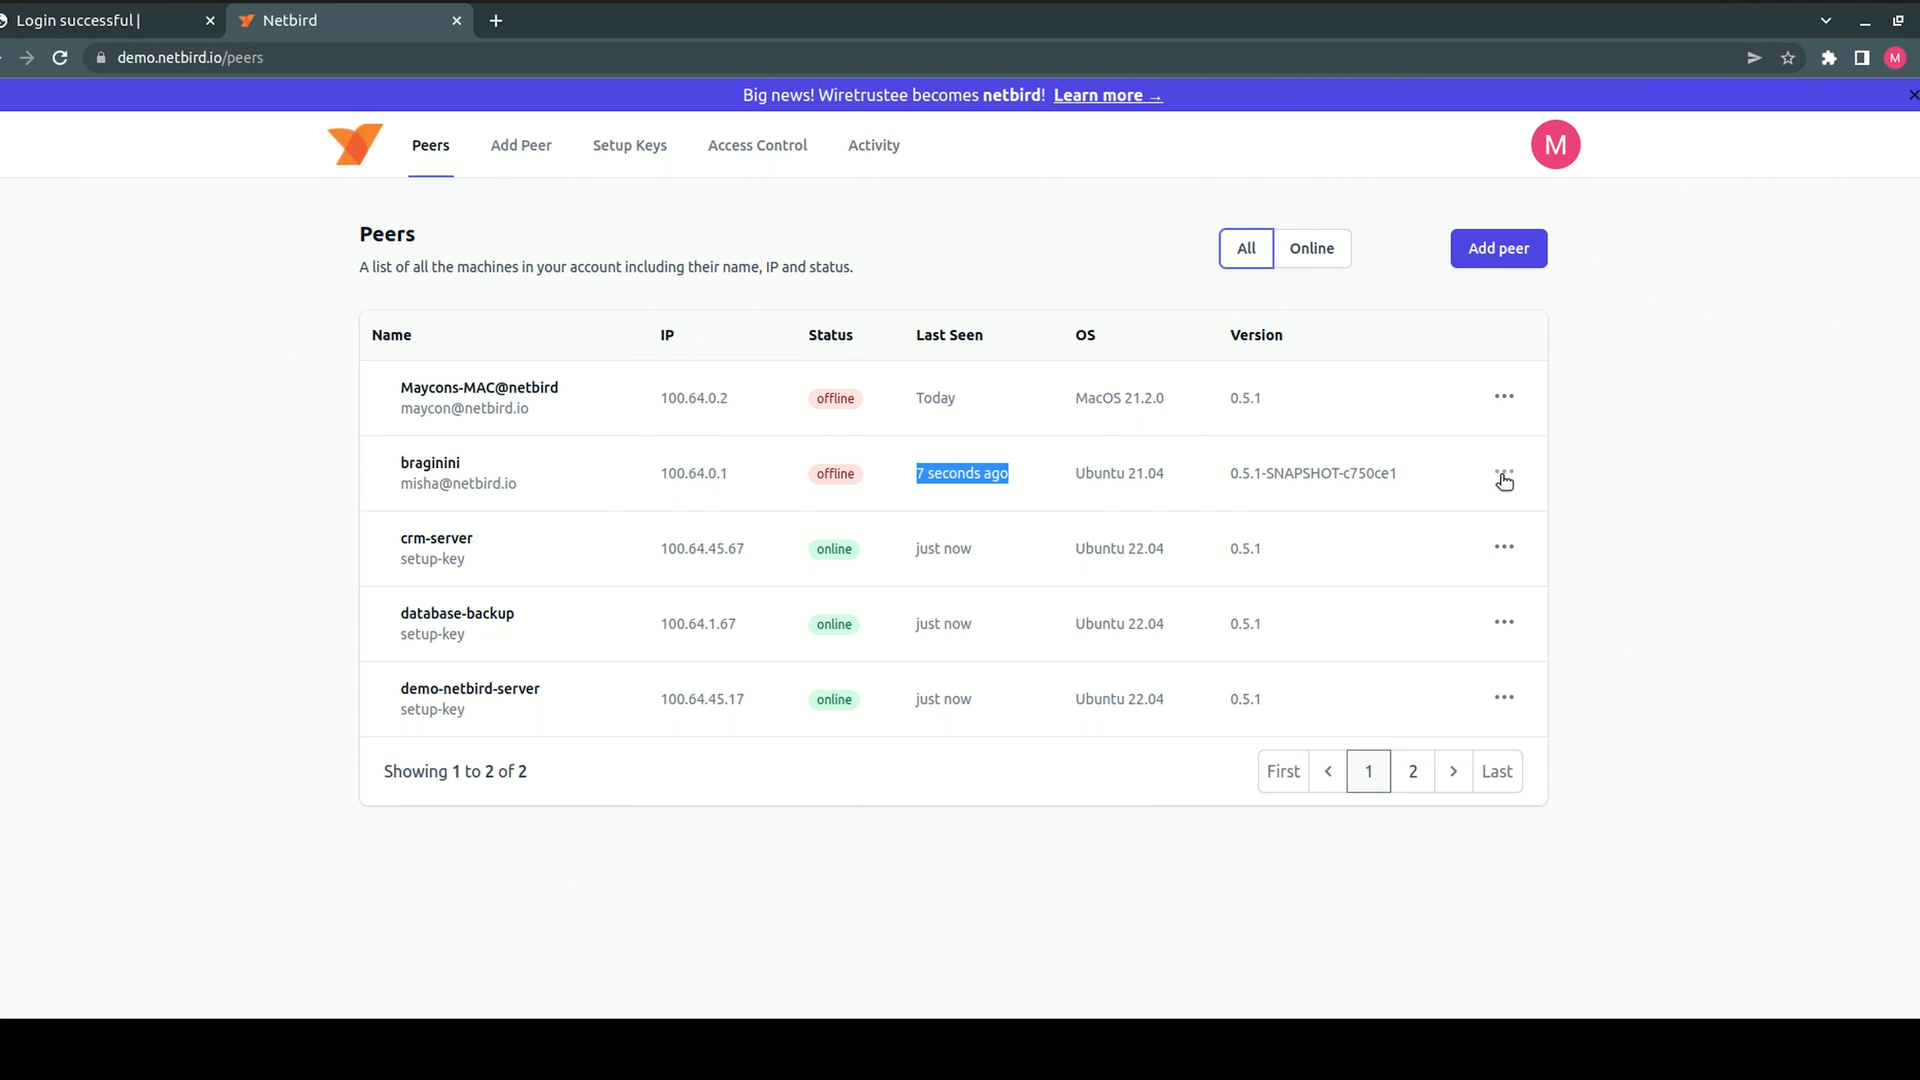 Login successful |
Netbird
demo.netbird.io/peers
M
Big news! Wiretrustee becomes netbird! Learn more →
Peers
Add Peer
Setup Keys
Access Control
Activity
M
Peers
A list of all the machines in your account including their name, IP and status.
All
Online
Add peer
Name IP Status Last Seen OS Version
Maycons-MAC@netbird
maycon@netbird.io
100.64.0.2 offline Today MacOS 21.2.0 0.5.1
braginini
misha@netbird.io
100.64.0.1 offline 7 seconds ago Ubuntu 21.04 0.5.1-SNAPSHOT-c750ce1
crm-server
setup-key
100.64.45.67 online just now Ubuntu 22.04 0.5.1
database-backup
setup-key
100.64.1.67 online just now Ubuntu 22.04 0.5.1
demo-netbird-server
setup-key
100.64.45.17 online just now Ubuntu 22.04 0.5.1
Showing 1 to 2 of 2
First 1 2 Last